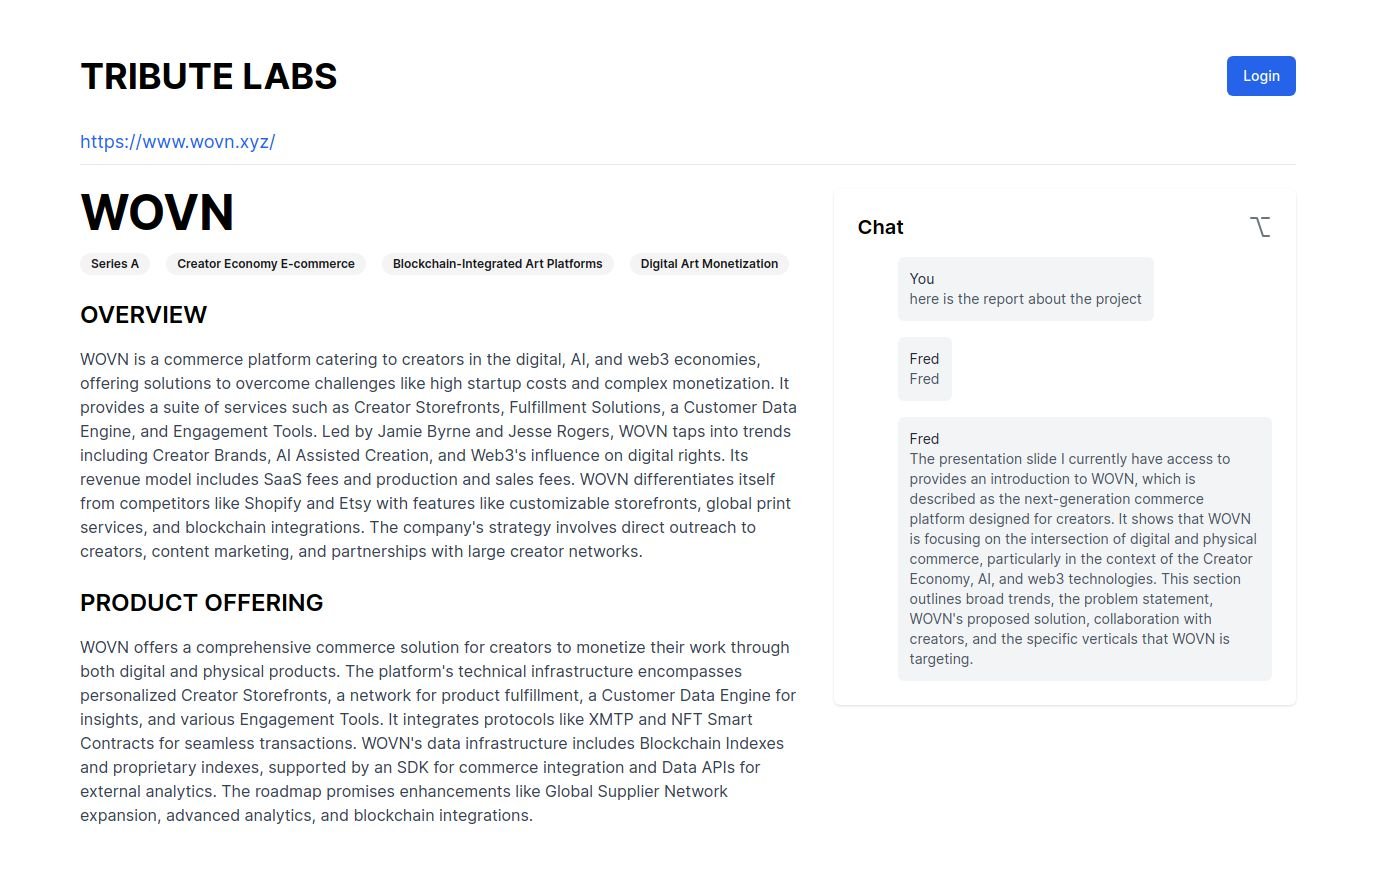 TRIBUTE LABS
Login
https://www.wovn.xyz/
WOVN
Series A
Creator Economy E-commerce
Blockchain-Integrated Art Platforms
Digital Art Monetization
OVERVIEW
WOVN is a commerce platform catering to creators in the digital, AI, and web3 economies,
offering solutions to overcome challenges like high startup costs and complex monetization. It
provides a suite of services such as Creator Storefronts, Fulfillment Solutions, a Customer Data
Engine, and Engagement Tools. Led by Jamie Byrne and Jesse Rogers, WOVN taps into trends
including Creator Brands, AI Assisted Creation, and Web3's influence on digital rights. Its
revenue model includes SaaS fees and production and sales fees. WOVN differentiates itself
from competitors like Shopify and Etsy with features like customizable storefronts, global print
services, and blockchain integrations. The company's strategy involves direct outreach to
creators, content marketing, and partnerships with large creator networks.
PRODUCT OFFERING
WOVN offers a comprehensive commerce solution for creators to monetize their work through
both digital and physical products. The platform's technical infrastructure encompasses
personalized Creator Storefronts, a network for product fulfillment, a Customer Data Engine for
insights, and various Engagement Tools. It integrates protocols like XMTP and NFT Smart
Contracts for seamless transactions. WOVN's data infrastructure includes Blockchain Indexes
and proprietary indexes, supported by an SDK for commerce integration and Data APIs for
external analytics. The roadmap promises enhancements like Global Supplier Network
expansion, advanced analytics, and blockchain integrations.
Chat
You
here is the report about the project
Fred
Fred
Fred
The presentation slide I currently have access to
provides an introduction to WOVN, which is
described as the next-generation commerce
platform designed for creators. It shows that WOVN
is focusing on the intersection of digital and physical
commerce, particularly in the context of the Creator
Economy, AI, and web3 technologies. This section
outlines broad trends, the problem statement,
WOVN's proposed solution, collaboration with
creators, and the specific verticals that WOVN is
targeting.